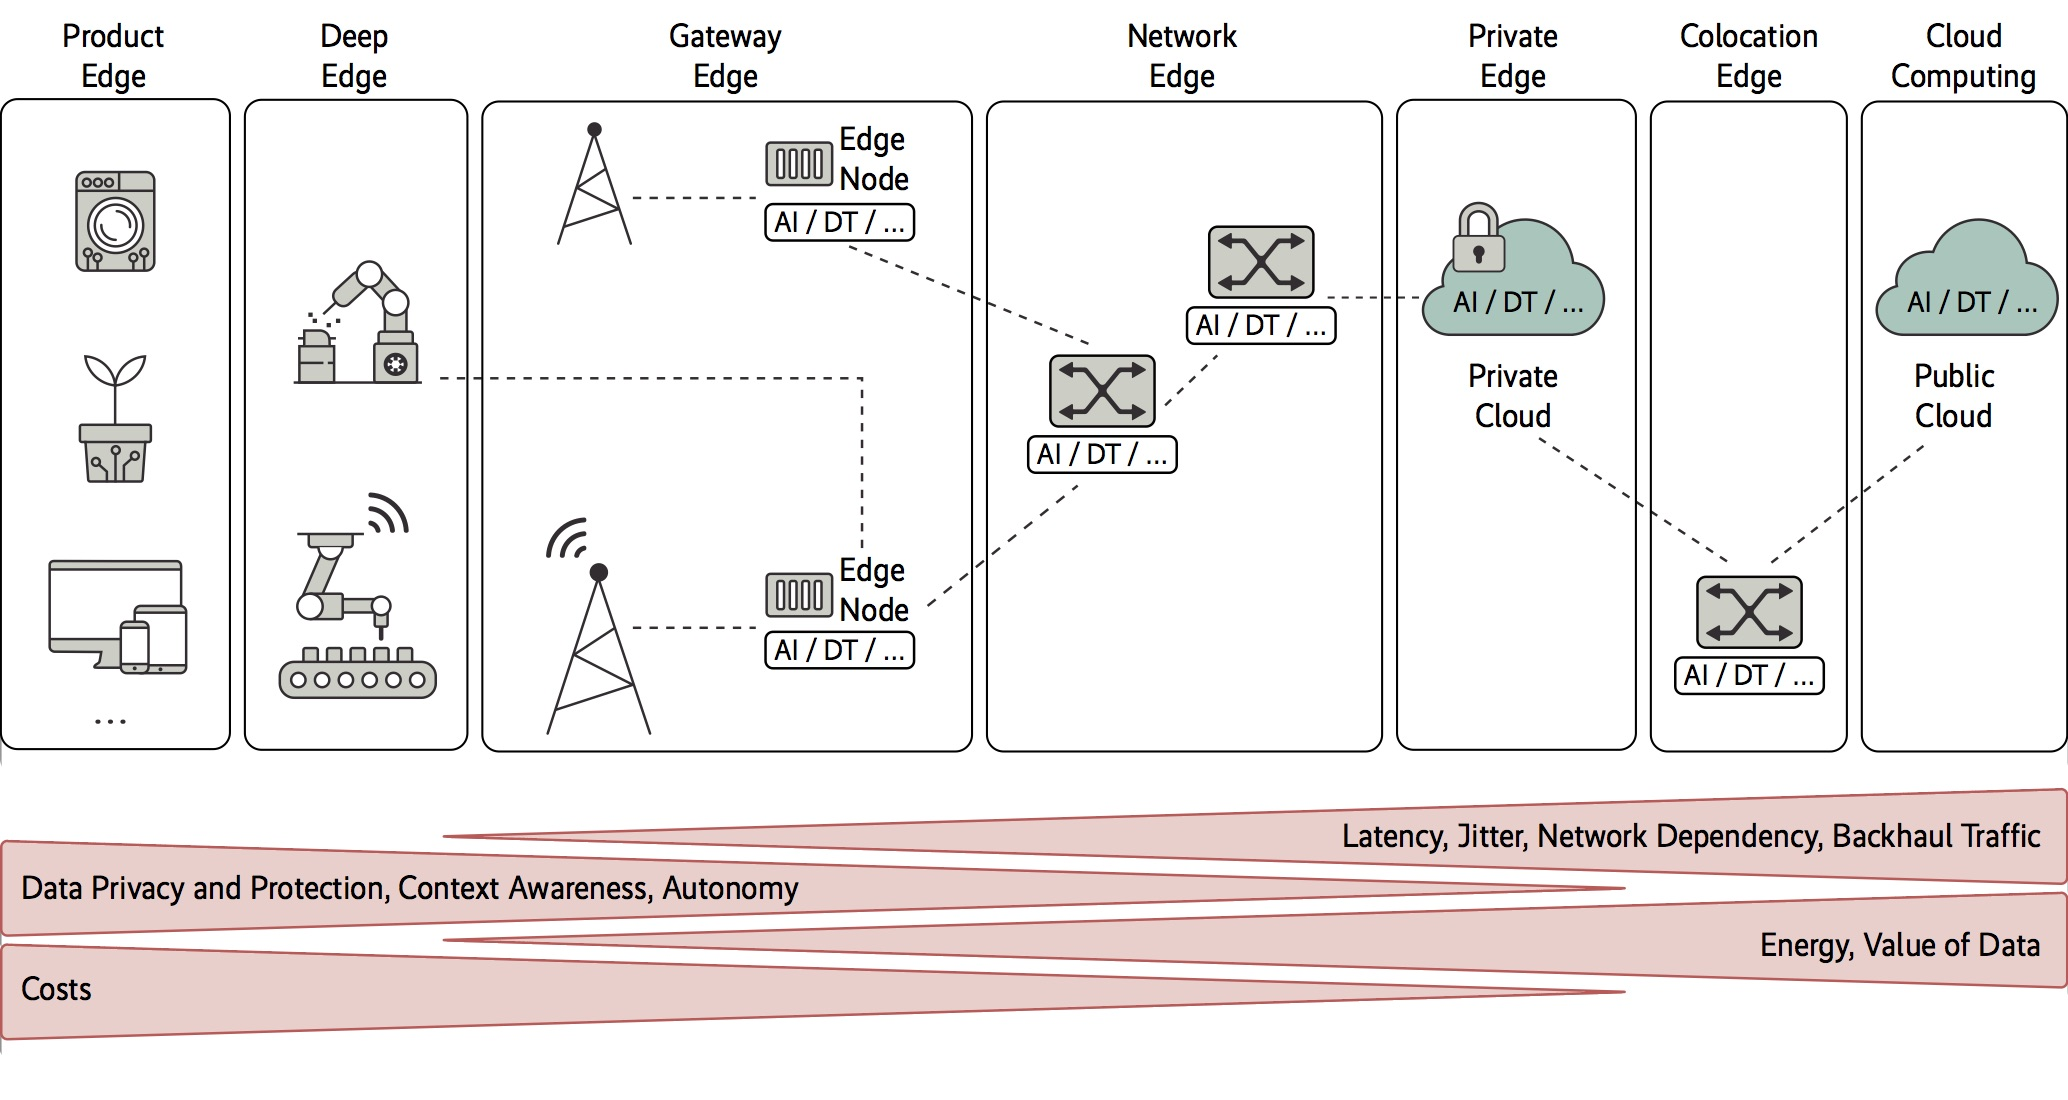 Product
Edge
Deep
Edge
Gateway
Edge
Network
Edge
Private
Edge
Colocation
Edge
Cloud
Computing
Edge
Node
AI / DT / ...
Edge
Node
AI / DT / ...
AI / DT / ...
AI / DT / ...
AI / DT / ...
Private
Cloud
AI / DT / ...
AI / DT / ...
Public
Cloud
...
Latency, Jitter, Network Dependency, Backhaul Traffic
Data Privacy and Protection, Context Awareness, Autonomy
Energy, Value of Data
Costs